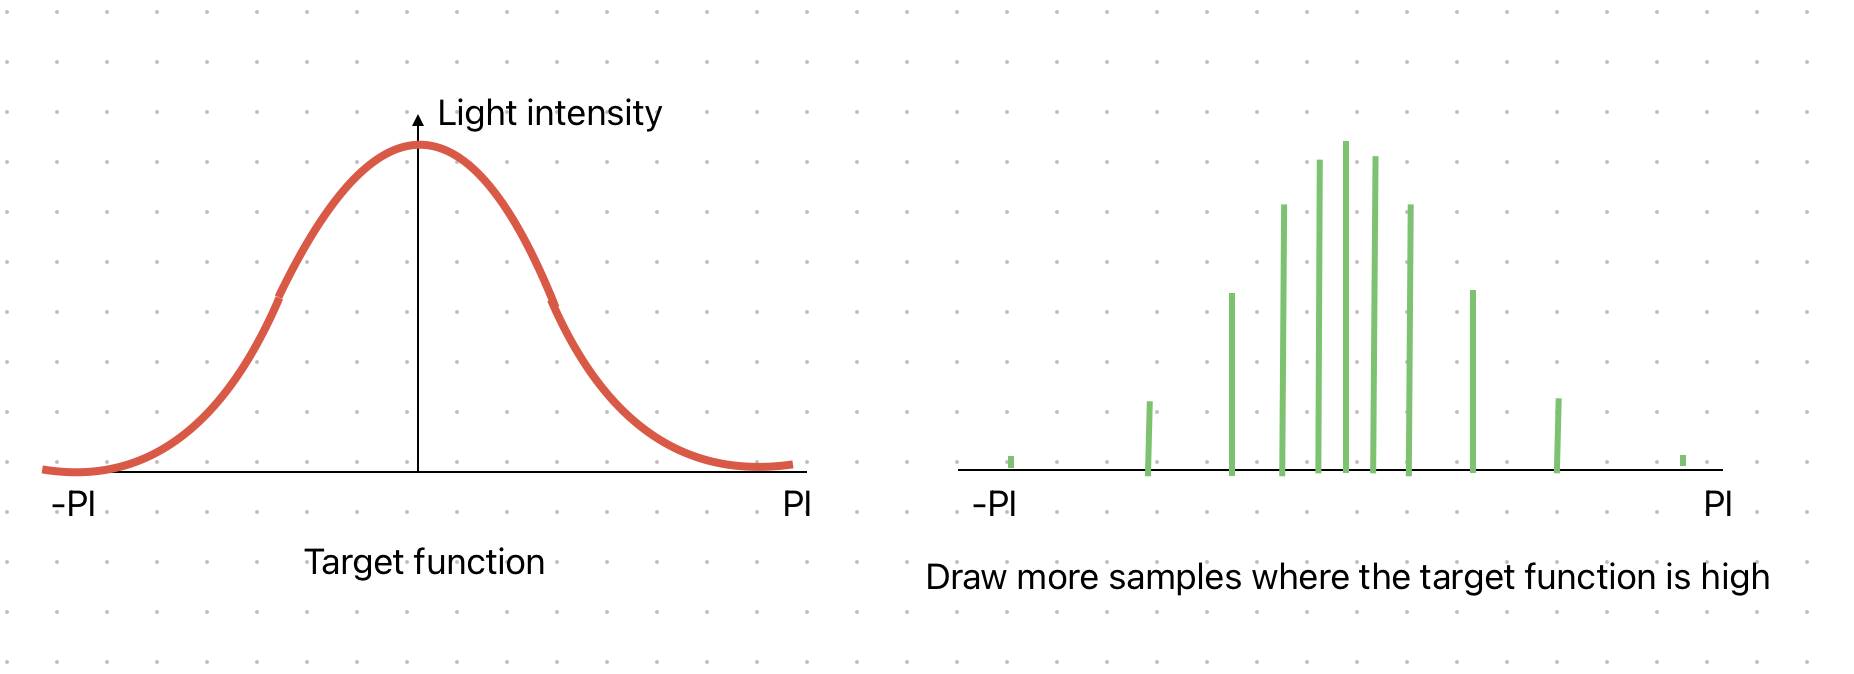 Light intensity
-PI
PI
Target function
-PI
PI
Draw more samples where the target function is high